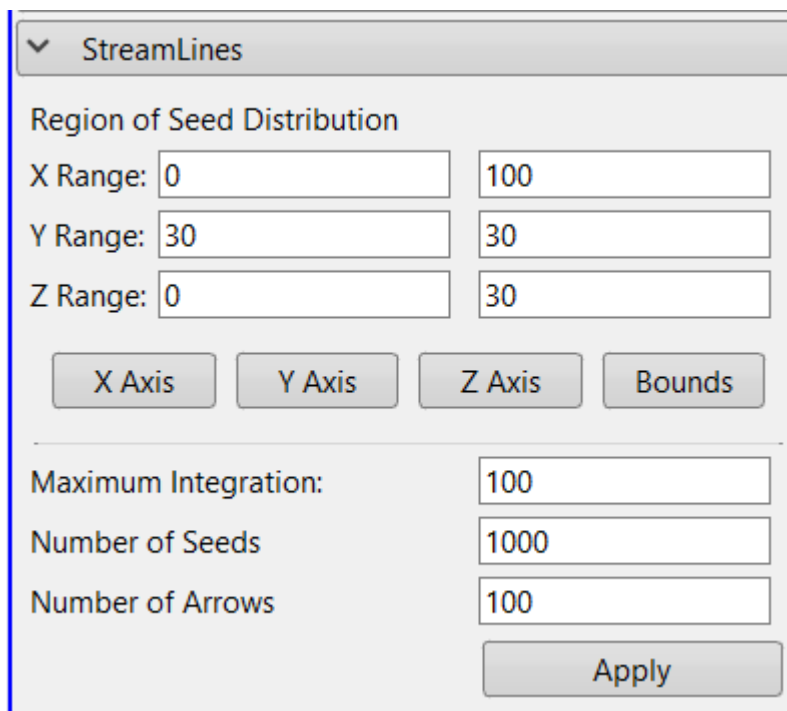 StreamLines
Region of Seed Distribution
X Range: 0 100
Y Range: 30 30
Z Range: 0 30
X Axis Y Axis Z Axis Bounds
Maximum Integration: 100
Number of Seeds 1000
Number of Arrows 100
Apply